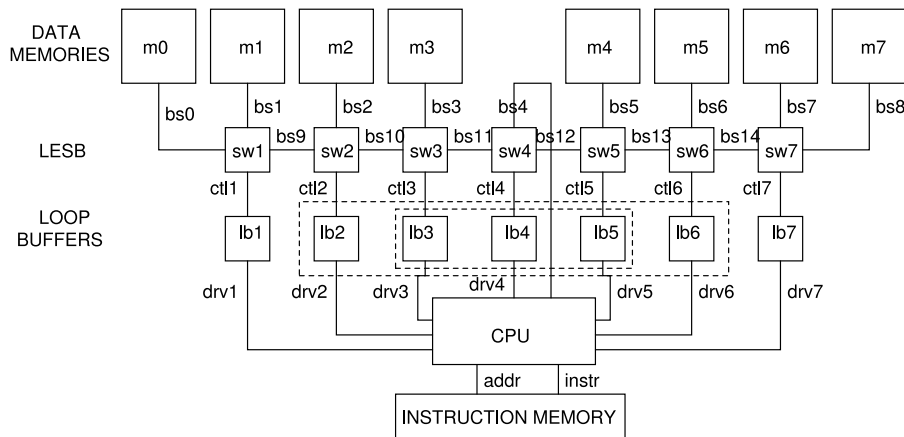 DATA
MEMORIES
m0 m1 m2 m3 m4 m5 m6 m7
bs0 bs1 bs2 bs3 bs4 bs5 bs6 bs7 bs8
LESB
sw1 bs9 sw2 bs10 sw3 bs11 sw4 bs12 sw5 bs13 sw6 bs14 sw7
ctl1 ctl2 ctl3 ctl4 ctl5 ctl6 ctl7
LOOP
BUFFERS
lb1 lb2 lb3 lb4 lb5 lb6 lb7
drv1 drv2 drv3 drv4 drv5 drv6 drv7
CPU
addr instr
INSTRUCTION MEMORY